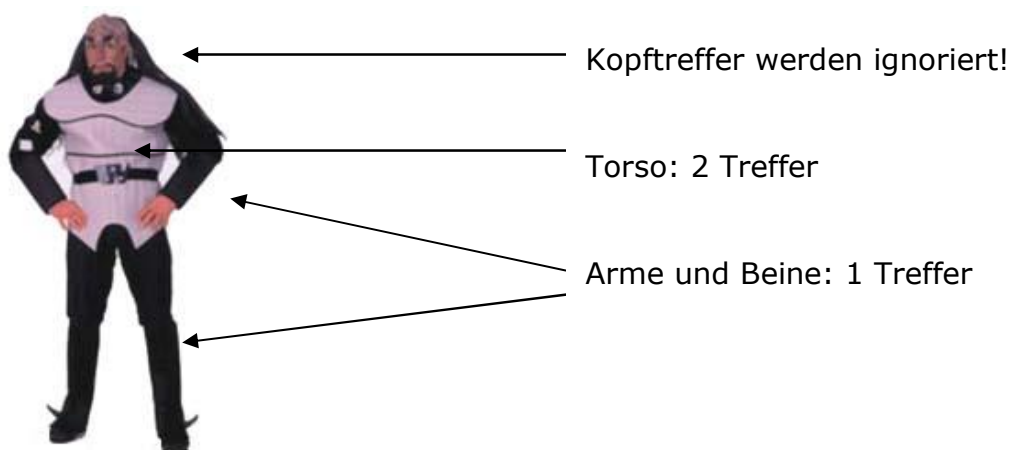 Kopftreffer werden ignoriert!
Torso: 2 Treffer
Arme und Beine: 1 Treffer